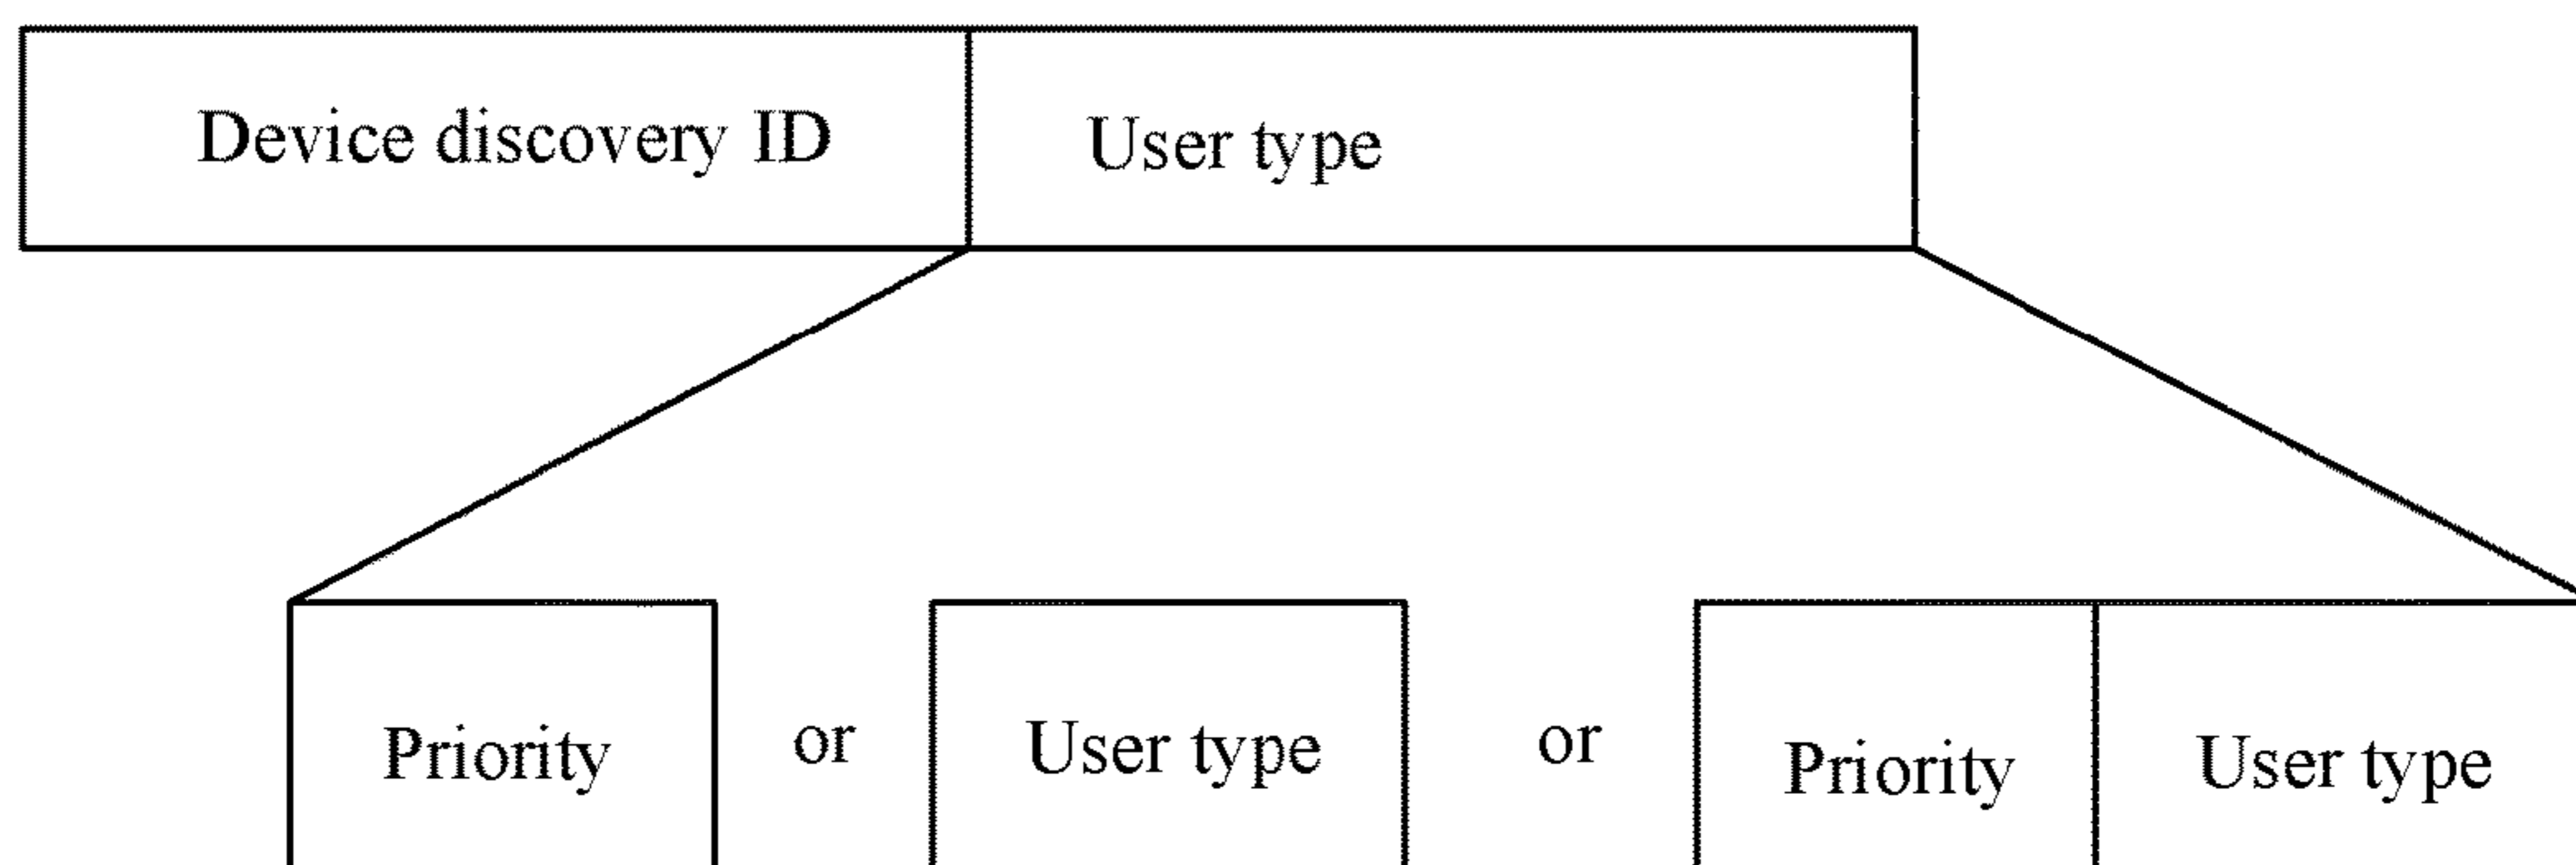 Device discovery ID User type
Priority or User type or Priority User type